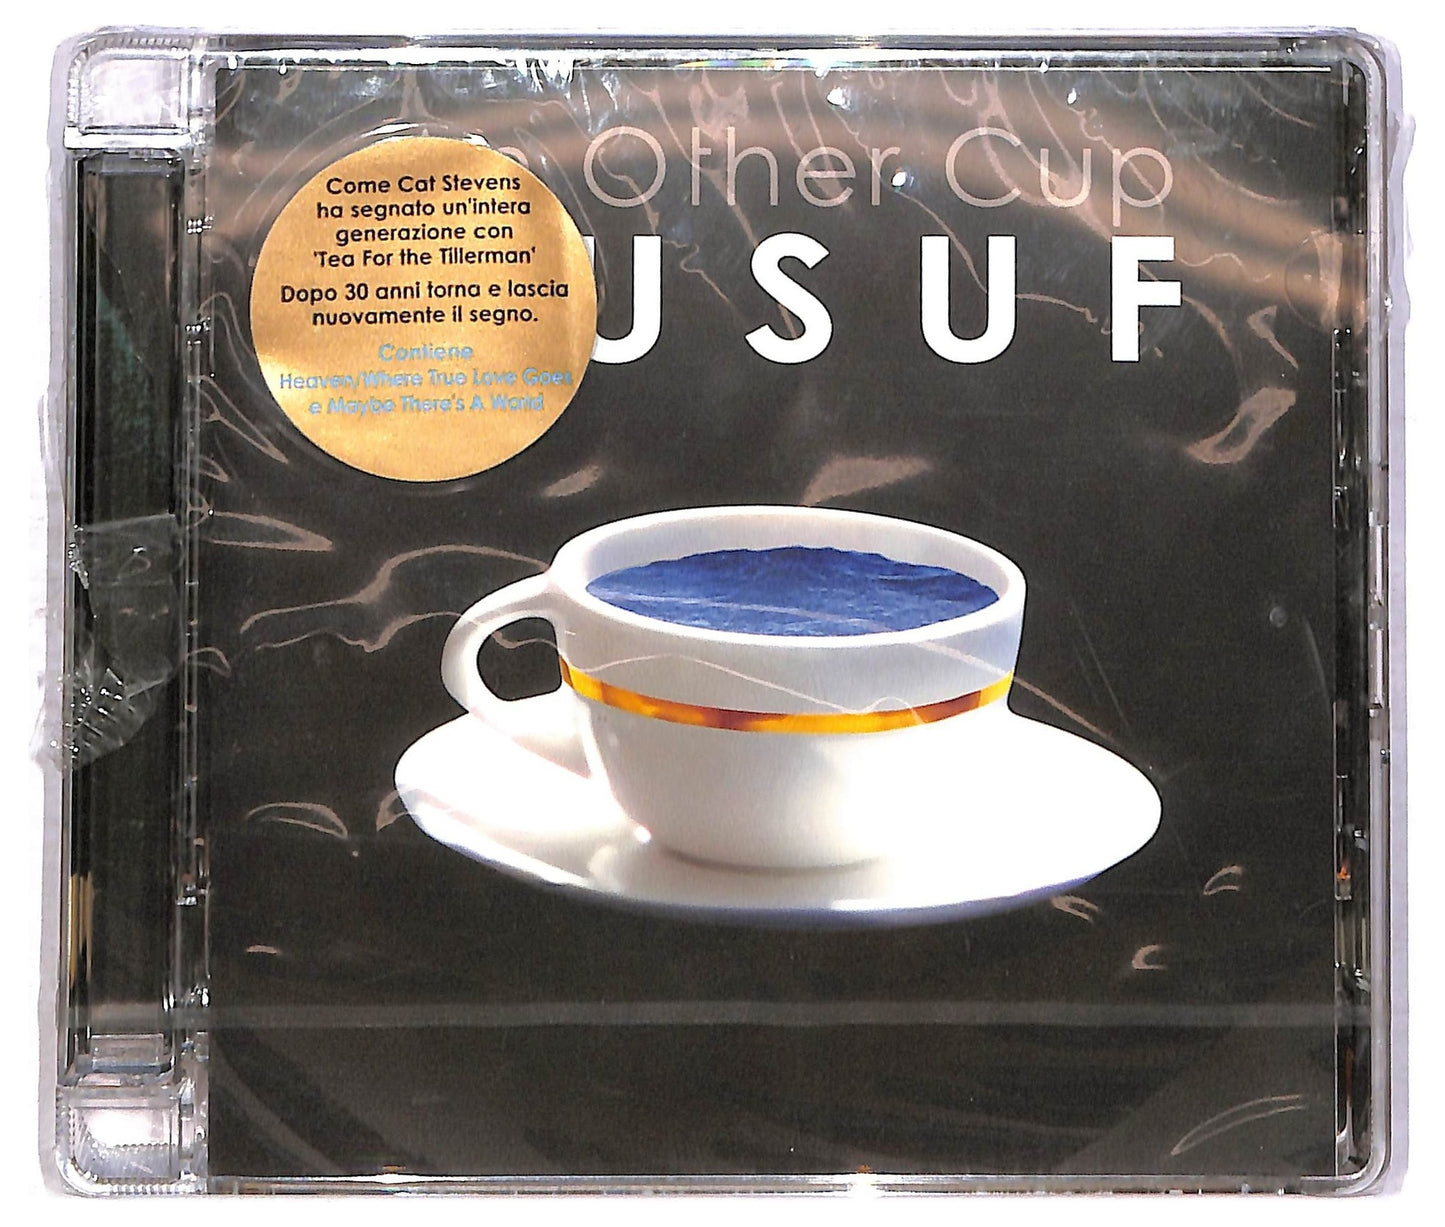 Other Cup
USUF
Come Cat Stevens
ha segnato un'intera
generazione con
'Tea For the Tillerman'
Dopo 30 anni torna e lascia
nuovamente il segno.
Contiene
Heaven/Where True Love Goes
e Maybe There's A World